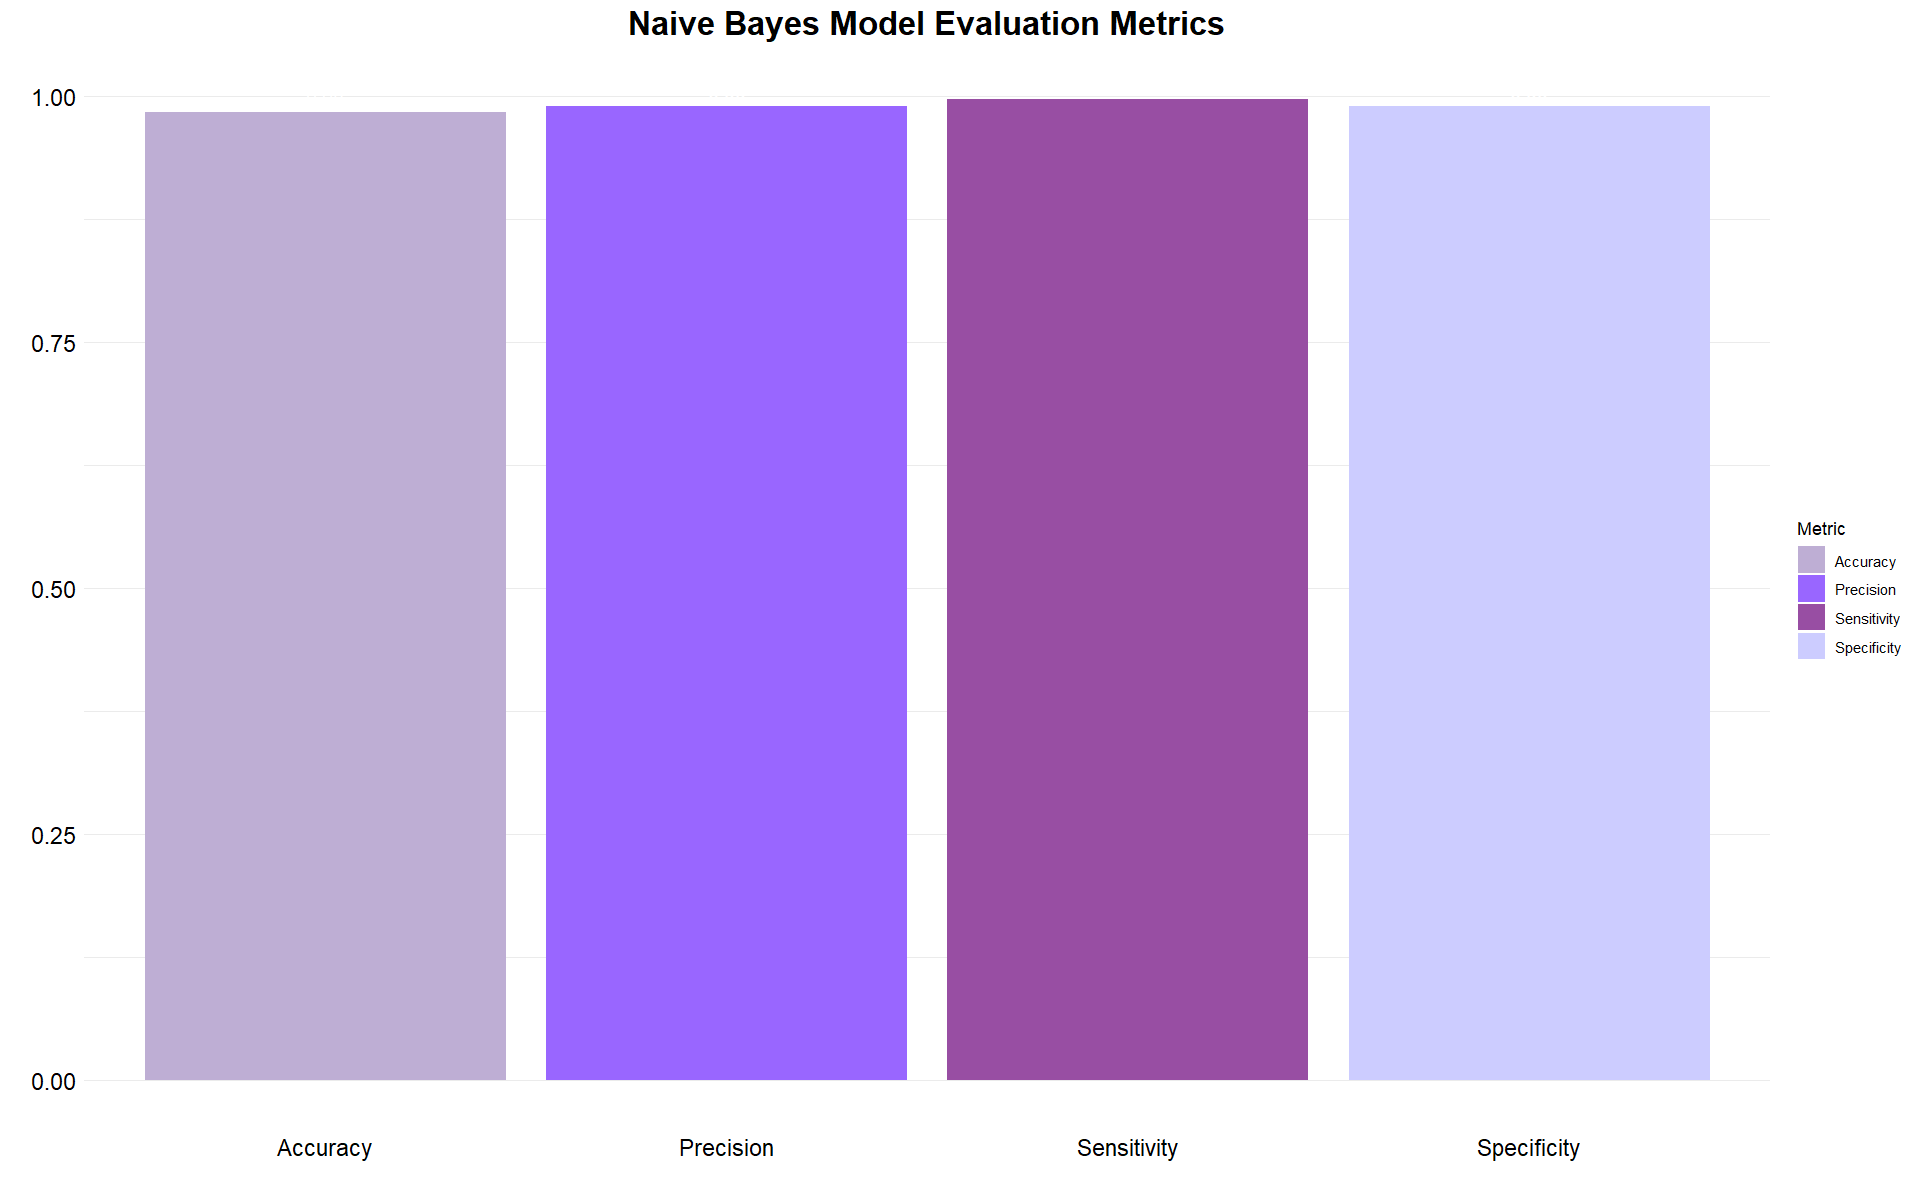 Naive Bayes Model Evaluation Metrics
1.00
0.75
0.50
0.25
0.00
Accuracy Precision Sensitivity Specificity
Metric
Accuracy
Precision
Sensitivity
Specificity